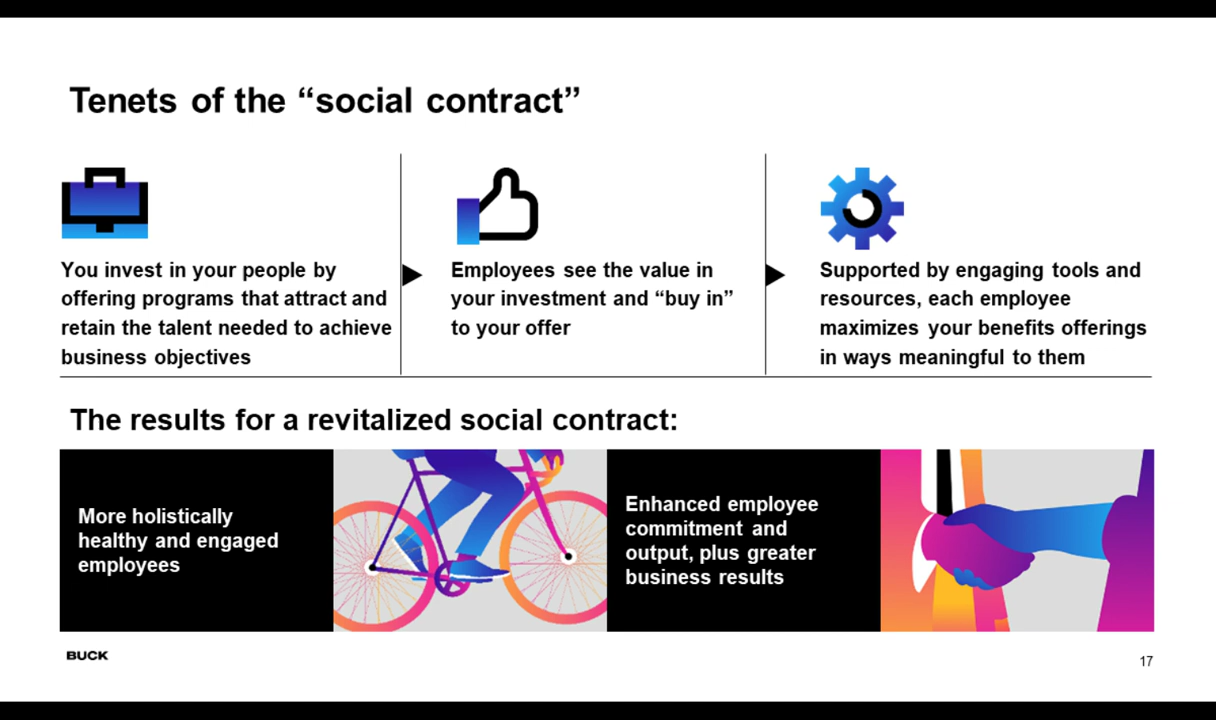 Tenets of the “social contract”
You invest in your people by
offering programs that attract and
retain the talent needed to achieve
business objectives
Employees see the value in
your investment and “buy in”
to your offer
Supported by engaging tools and
resources, each employee
maximizes your benefits offerings
in ways meaningful to them
The results for a revitalized social contract:
More holistically
healthy and engaged
employees
Enhanced employee
commitment and
output, plus greater
business results
BUCK
17